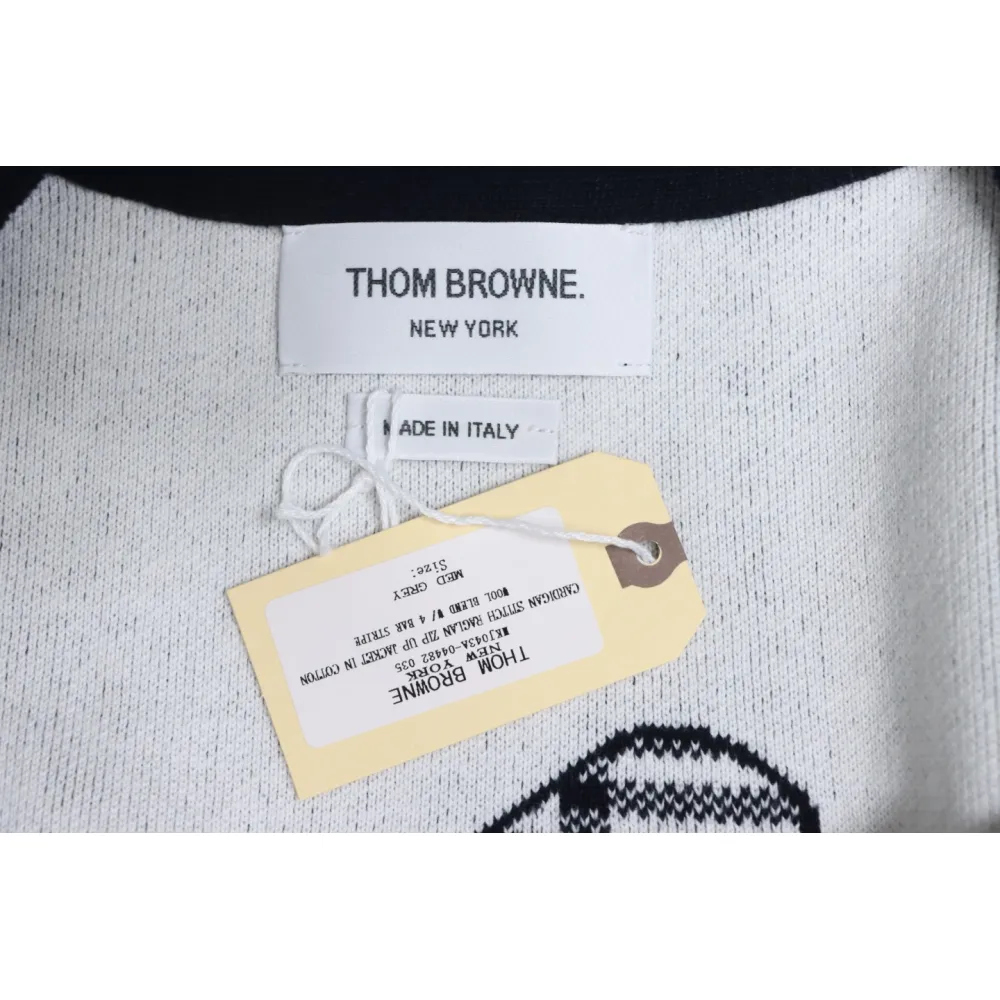 THOM BROWNE.
NEW YORK
MADE IN ITALY
THOM BROWNE
NEW YORK
MKJ043A-04482 035
CARDIGAN STITCH RAGLAN ZIP UP JACKET IN COTTON
WOOL BLEND W/ 4 BAR STRIPE
MED GREY
Size: